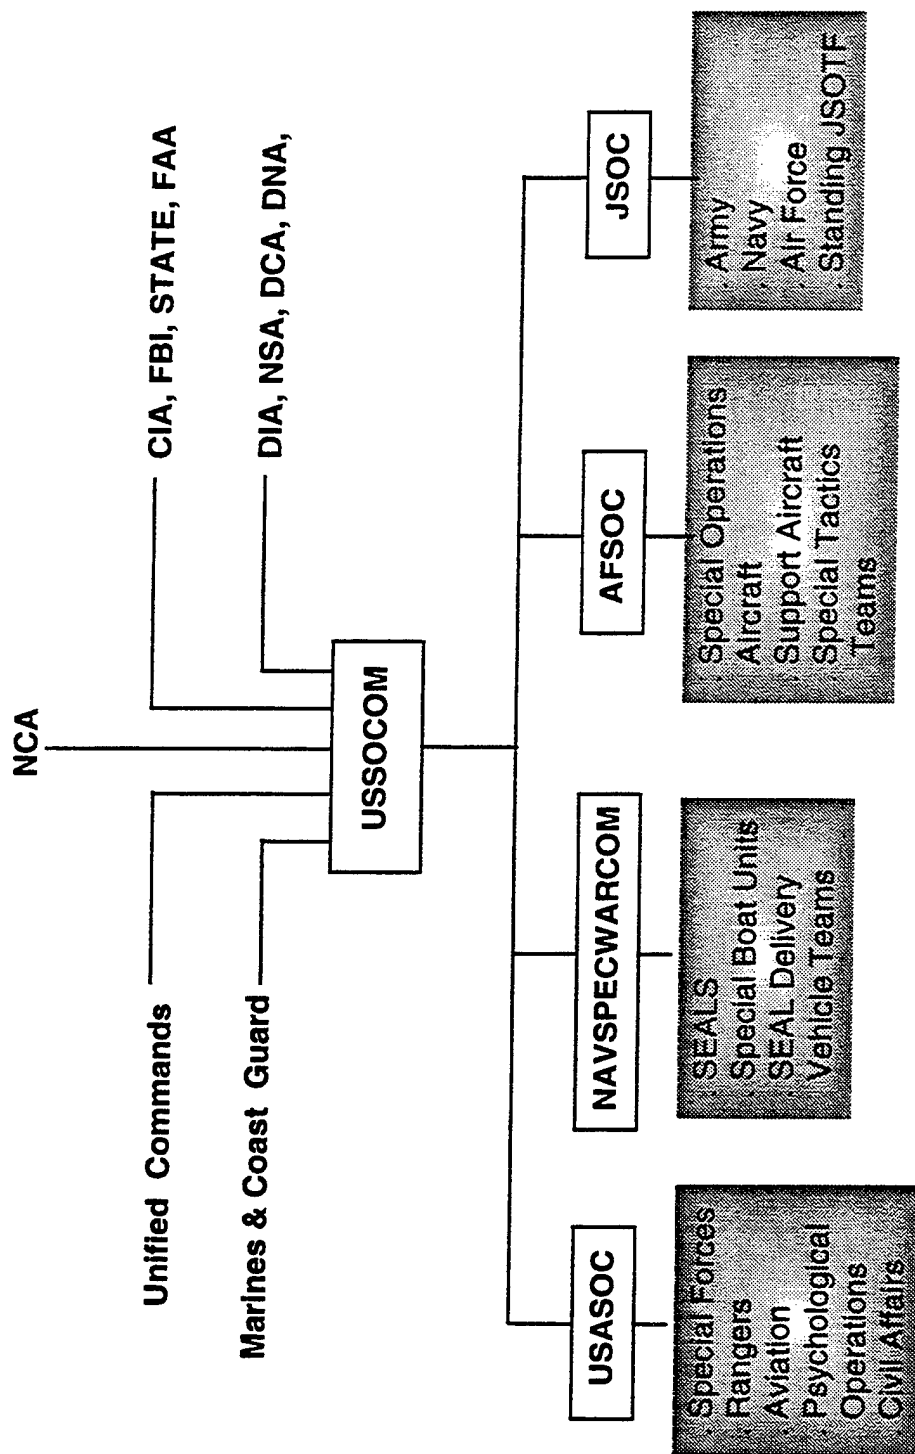 NCA
Unified Commands
CIA, FBI, STATE, FAA
Marines & Coast Guard
DIA, NSA, DCA, DNA,
USSOCOM
USASOC
NAVSPECWARCOM
AFSOC
JSOC
· Special Forces
· Rangers
· Aviation
· Psychological
Operations
· Civil Affairs
· SEALS
· Special Boat Units
· SEAL Delivery
Vehicle Teams
· Special Operations
Aircraft
· Support Aircraft
· Special Tactics
Teams
· Army
· Navy
· Air Force
· Standing JSOTF